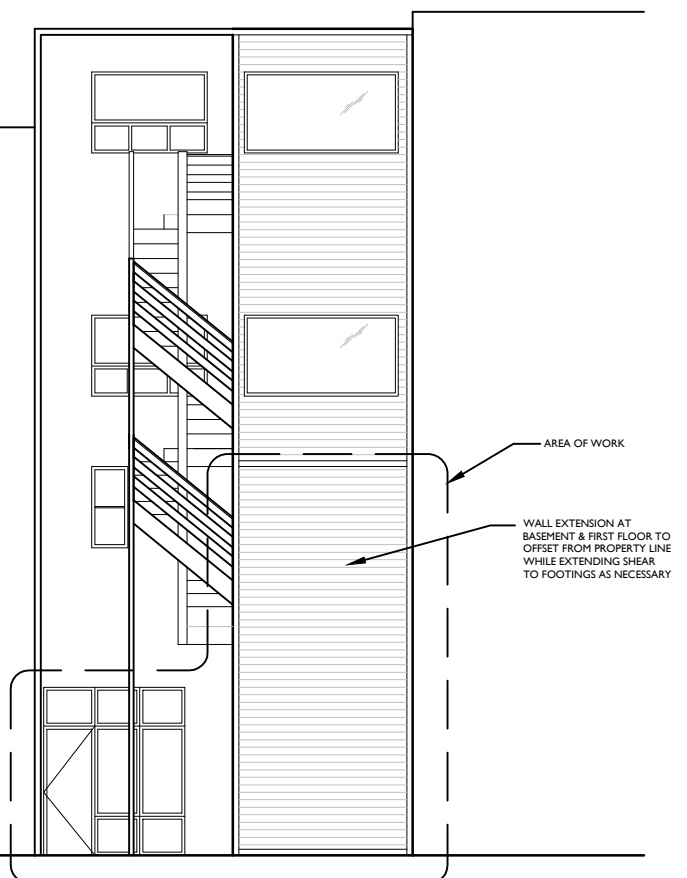 AREA OF WORK
WALL EXTENSION AT
BASEMENT & FIRST FLOOR TO
OFFSET FROM PROPERTY LINE
WHILE EXTENDING SHEAR
TO FOOTINGS AS NECESSARY